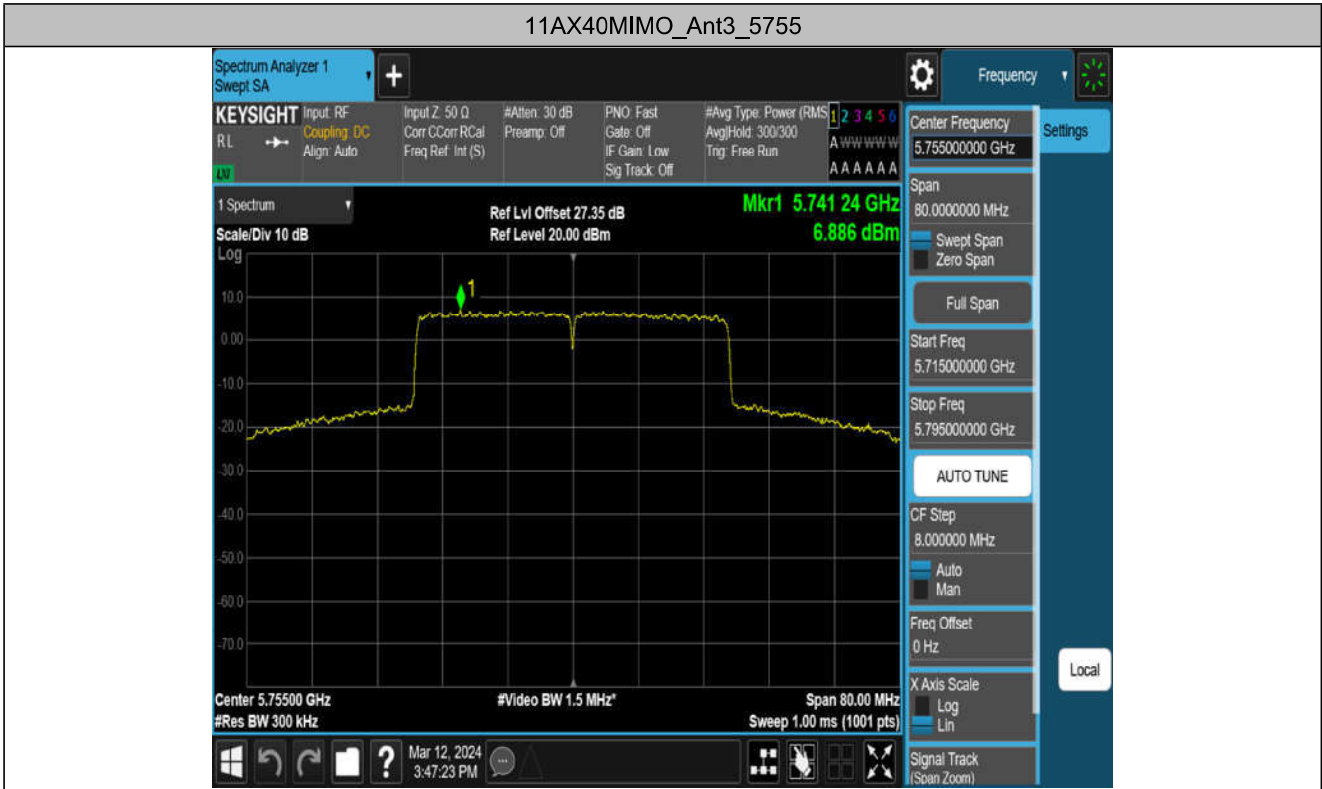 11AX40MIMO_Ant3_5755
Spectrum Analyzer 1
Swept SA
+
Frequency
KEYSIGHT
RL
LXI
Input: RF
Coupling: DC
Align: Auto
Input Z: 50 Ω
Corr CCorr RCal
Freq Ref: Int (S)
#Atten: 30 dB
Preamp: Off
PNO: Fast
Gate: Off
IF Gain: Low
Sig Track: Off
#Avg Type: Power (RMS
Avg|Hold: 300/300
Trig: Free Run
1 2 3 4 5 6
A W W W W W
A A A A A A
1 Spectrum
Scale/Div 10 dB
Log
Ref Lvl Offset 27.35 dB
Ref Level 20.00 dBm
Mkr1 5.741 24 GHz
6.886 dBm
1
10.0
0.00
-10.0
-20.0
-30.0
-40.0
-50.0
-60.0
-70.0
Center 5.75500 GHz
#Res BW 300 kHz
#Video BW 1.5 MHz*
Span 80.00 MHz
Sweep 1.00 ms (1001 pts)
?
Mar 12, 2024
3:47:23 PM
Center Frequency
5.755000000 GHz
Settings
Span
80.0000000 MHz
Swept Span
Zero Span
Full Span
Start Freq
5.715000000 GHz
Stop Freq
5.795000000 GHz
AUTO TUNE
CF Step
8.000000 MHz
Auto
Man
Freq Offset
0 Hz
X Axis Scale
Log
Lin
Local
Signal Track
(Span Zoom)